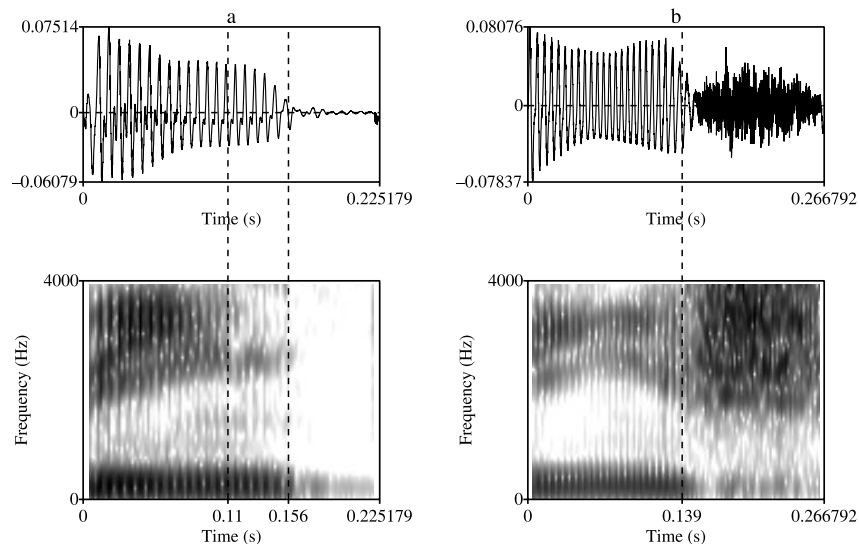 a
0.07514
0
–0.06079
0
0.225179
Time (s)
4000
Frequency (Hz)
0
0
0.11
0.156
0.225179
Time (s)
b
0.08076
0
–0.07837
0
0.266792
Time (s)
4000
Frequency (Hz)
0
0
0.139
0.266792
Time (s)